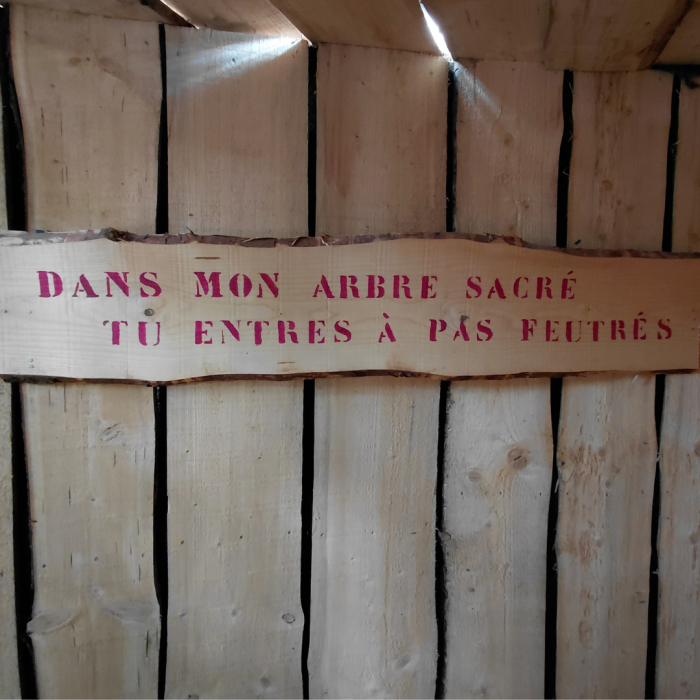 DANS MON ARBRE SACRÉ
TU ENTRES À PAS FEUTRÉS